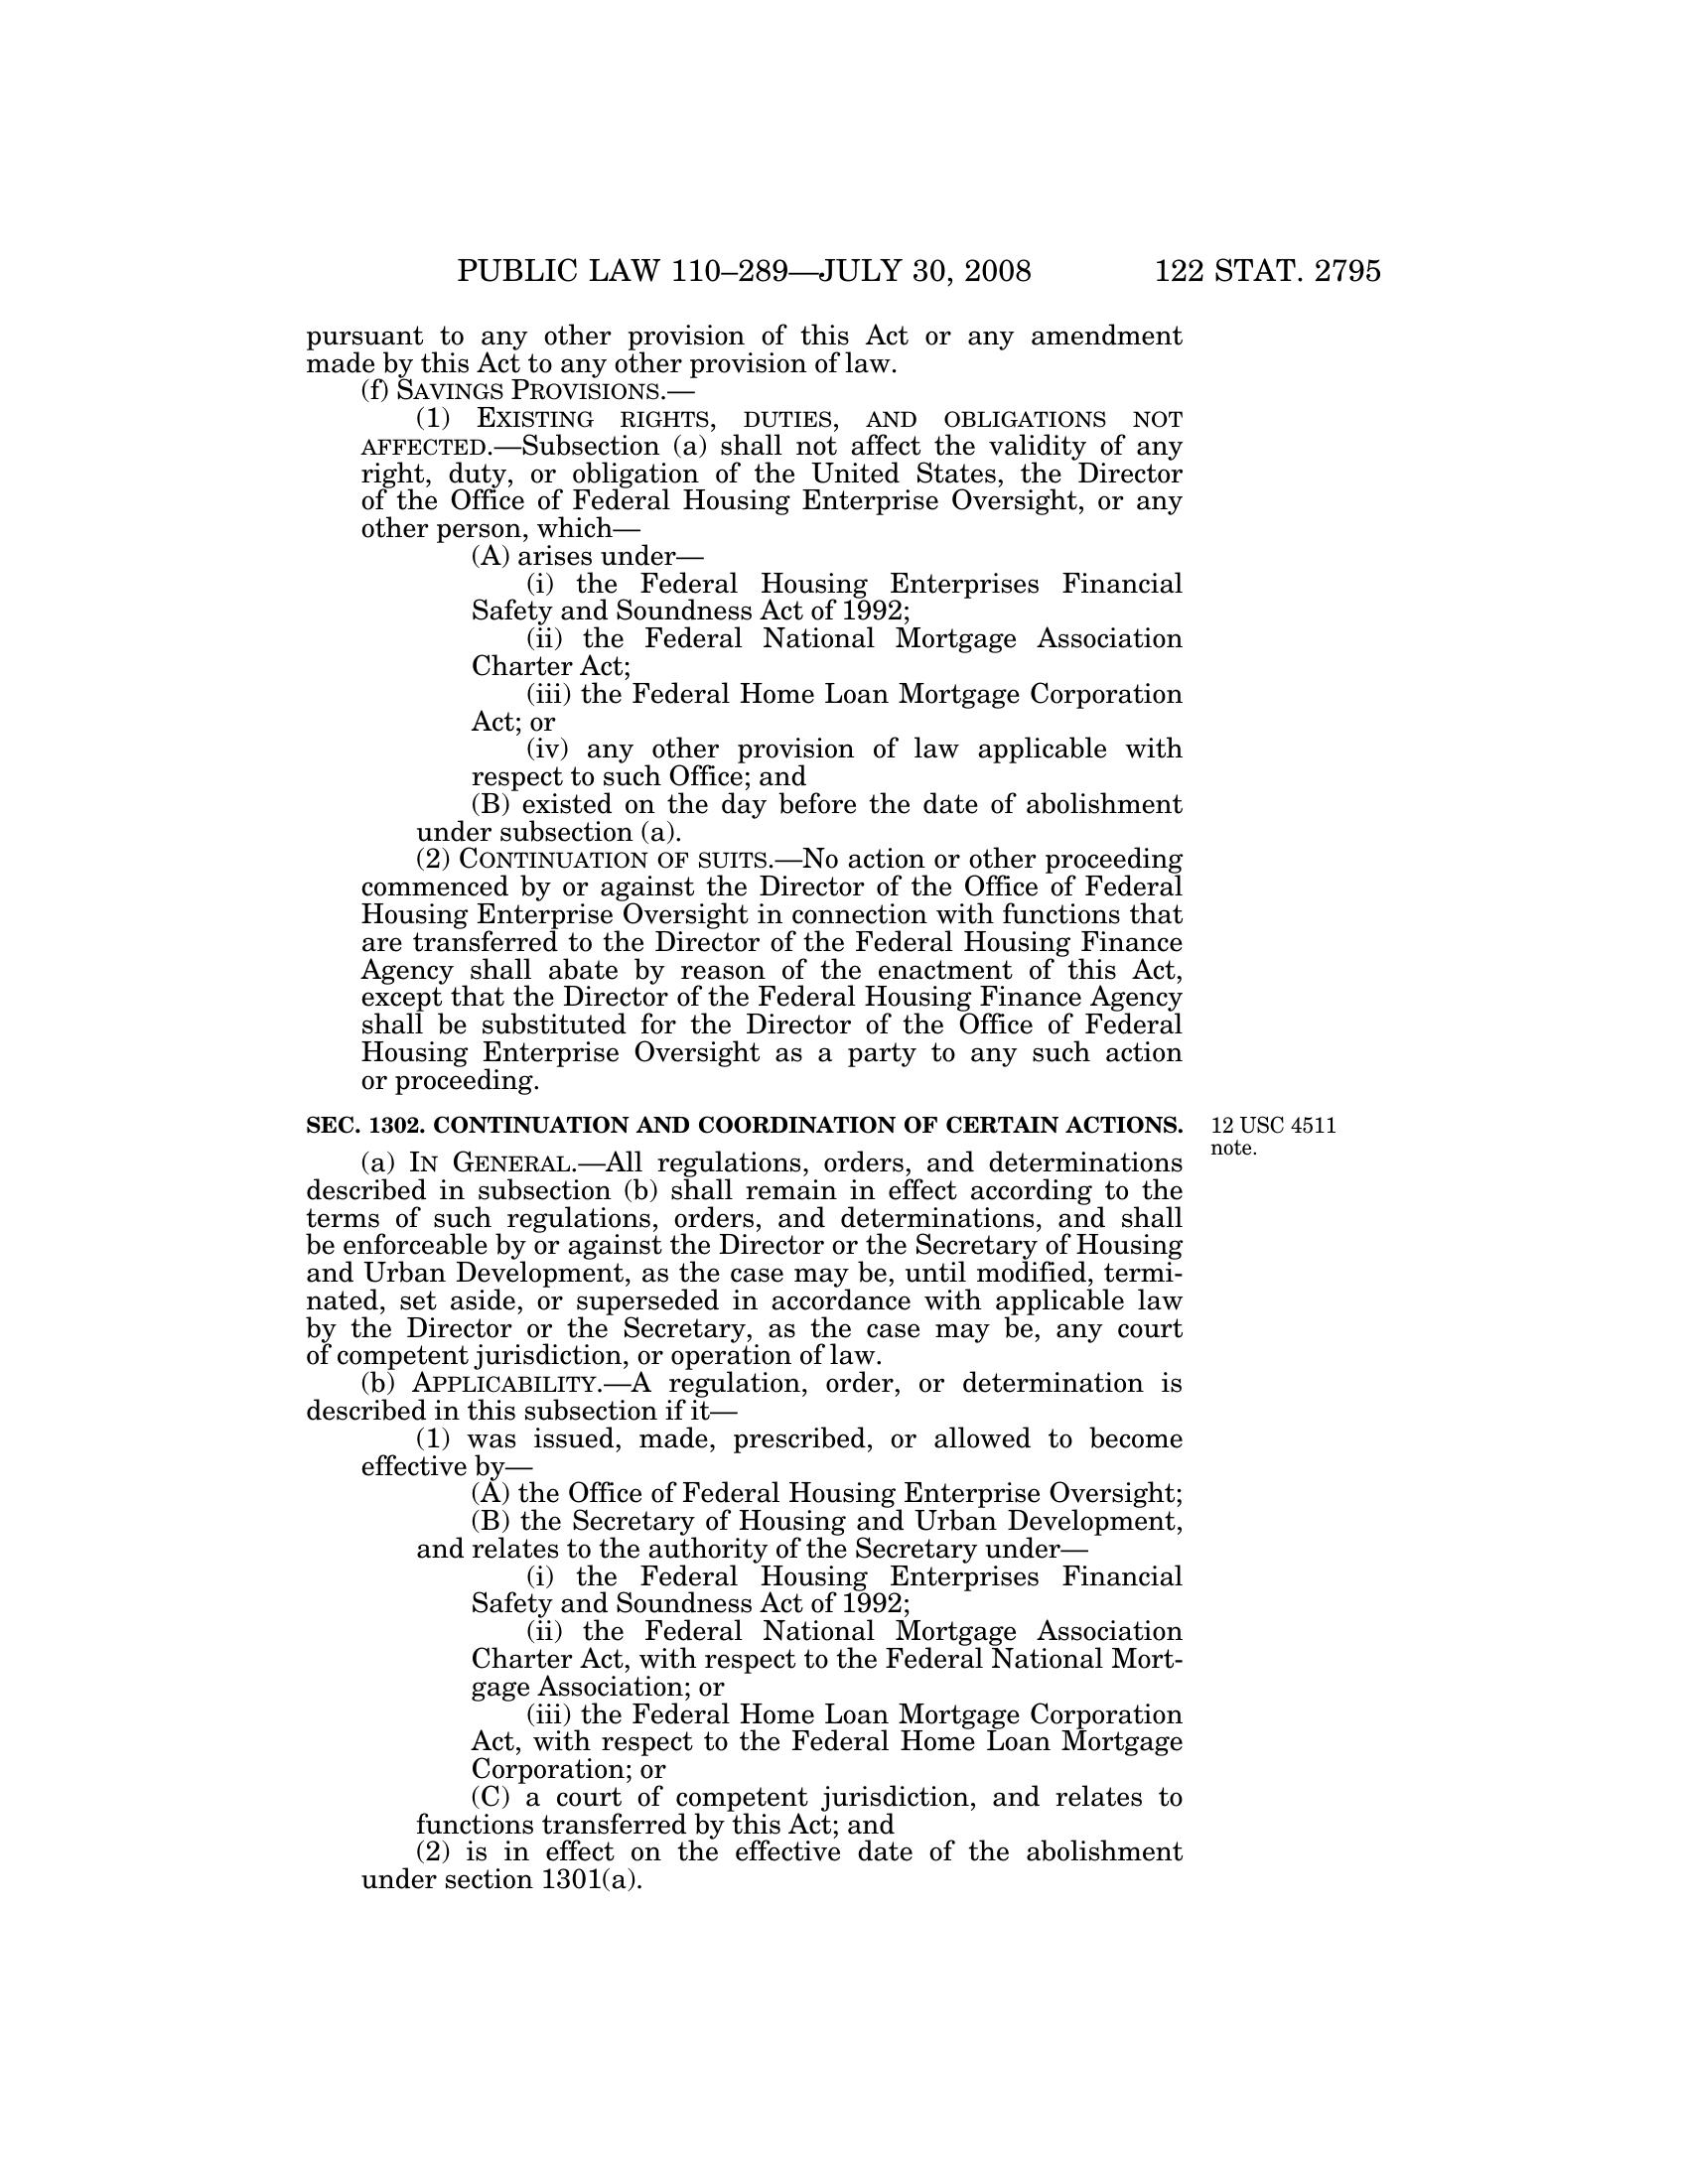 PUBLIC LAW 110–289—JULY 30, 2008 122 STAT. 2795
pursuant to any other provision of this Act or any amendment
made by this Act to any other provision of law.
(f) SAVINGS PROVISIONS.—
(1) EXISTING RIGHTS, DUTIES, AND OBLIGATIONS NOT
AFFECTED.—Subsection (a) shall not affect the validity of any
right, duty, or obligation of the United States, the Director
of the Office of Federal Housing Enterprise Oversight, or any
other person, which—
(A) arises under—
(i) the Federal Housing Enterprises Financial
Safety and Soundness Act of 1992;
(ii) the Federal National Mortgage Association
Charter Act;
(iii) the Federal Home Loan Mortgage Corporation
Act; or
(iv) any other provision of law applicable with
respect to such Office; and
(B) existed on the day before the date of abolishment
under subsection (a).
(2) CONTINUATION OF SUITS.—No action or other proceeding
commenced by or against the Director of the Office of Federal
Housing Enterprise Oversight in connection with functions that
are transferred to the Director of the Federal Housing Finance
Agency shall abate by reason of the enactment of this Act,
except that the Director of the Federal Housing Finance Agency
shall be substituted for the Director of the Office of Federal
Housing Enterprise Oversight as a party to any such action
or proceeding.
SEC. 1302. CONTINUATION AND COORDINATION OF CERTAIN ACTIONS.
12 USC 4511
note.
(a) IN GENERAL.—All regulations, orders, and determinations
described in subsection (b) shall remain in effect according to the
terms of such regulations, orders, and determinations, and shall
be enforceable by or against the Director or the Secretary of Housing
and Urban Development, as the case may be, until modified, termi-
nated, set aside, or superseded in accordance with applicable law
by the Director or the Secretary, as the case may be, any court
of competent jurisdiction, or operation of law.
(b) APPLICABILITY.—A regulation, order, or determination is
described in this subsection if it—
(1) was issued, made, prescribed, or allowed to become
effective by—
(A) the Office of Federal Housing Enterprise Oversight;
(B) the Secretary of Housing and Urban Development,
and relates to the authority of the Secretary under—
(i) the Federal Housing Enterprises Financial
Safety and Soundness Act of 1992;
(ii) the Federal National Mortgage Association
Charter Act, with respect to the Federal National Mort-
gage Association; or
(iii) the Federal Home Loan Mortgage Corporation
Act, with respect to the Federal Home Loan Mortgage
Corporation; or
(C) a court of competent jurisdiction, and relates to
functions transferred by this Act; and
(2) is in effect on the effective date of the abolishment
under section 1301(a).